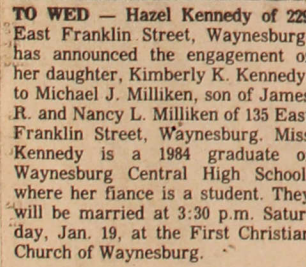 TO WED — Hazel Kennedy of 22
East Franklin Street, Waynesburg
has announced the engagement o
her daughter, Kimberly K. Kennedy
to Michael J. Milliken, son of James
R. and Nancy L. Milliken of 135 Eas
Franklin Street, Waynesburg. Mis
Kennedy is a 1984 graduate o
Waynesburg Central High School
where her fiance is a student. They
will be married at 3:30 p.m. Satur
day, Jan. 19, at the First Christian
Church of Waynesburg.